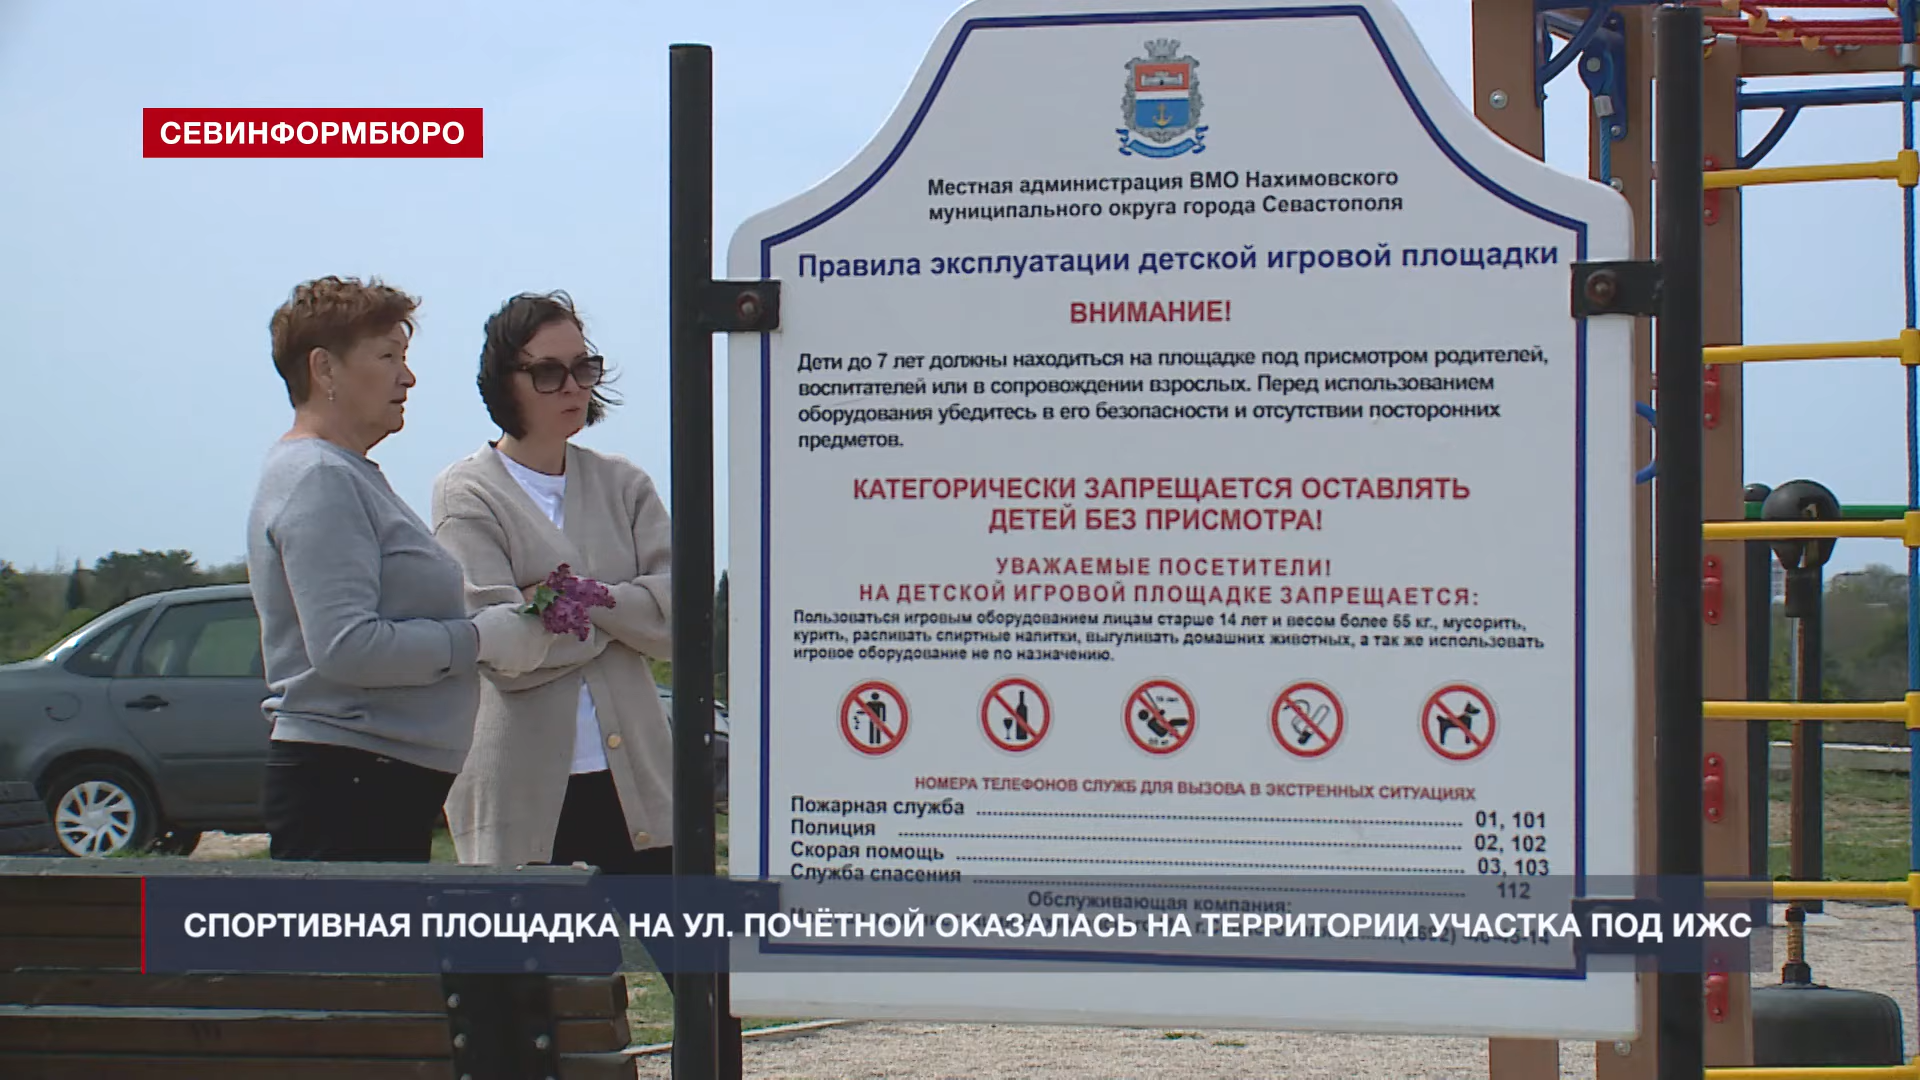 СЕВИНФОРМБЮРО
Местная администрация ВМО Нахимовского
муниципального округа города Севастополя
Правила эксплуатации детской игровой площадки
ВНИМАНИЕ!
Дети до 7 лет должны находиться на площадке под присмотром родителей,
воспитателей или в сопровождении взрослых. Перед использованием
оборудования убедитесь в его безопасности и отсутствии посторонних
предметов.
КАТЕГОРИЧЕСКИ ЗАПРЕЩАЕТСЯ ОСТАВЛЯТЬ
ДЕТЕЙ БЕЗ ПРИСМОТРА!
УВАЖАЕМЫЕ ПОСЕТИТЕЛИ!
НА ДЕТСКОЙ ИГРОВОЙ ПЛОЩАДКЕ ЗАПРЕЩАЕТСЯ:
Пользоваться игровым оборудованием лицам старше 14 лет и весом более 55 кг., мусорить,
курить, распивать спиртные напитки, выгуливать домашних животных, а так же использовать
игровое оборудование не по назначению.
НОМЕРА ТЕЛЕФОНОВ СЛУЖБ ДЛЯ ВЫЗОВА В ЭКСТРЕННЫХ СИТУАЦИЯХ
Пожарная служба 01, 101
Полиция 02, 102
Скорая помощь 03, 103
Служба спасения 112
Обслуживающая компания:
СПОРТИВНАЯ ПЛОЩАДКА НА УЛ. ПОЧЁТНОЙ ОКАЗАЛАСЬ НА ТЕРРИТОРИИ УЧАСТКА ПОД ИЖС